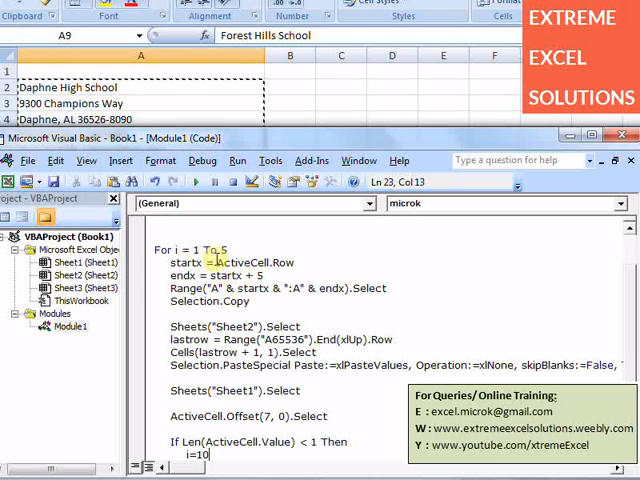 Clipboard
Font
Alignment
Number
Styles
Cells
EXTREME
EXCEL
SOLUTIONS
A9
Forest Hills School
A B C D E F
1
2 Daphne High School
3 9300 Champions Way
4 Daphne, AL 36526-8090
Microsoft Visual Basic - Book1 - [Module1 (Code)]
File Edit View Insert Format Debug Run Tools Add-Ins Window Help Type a question for help
Ln 23, Col 13
roject - VBAProject
(General) microk
VBAProject (Book1)
Microsoft Excel Objec
Sheet1 (Sheet1)
Sheet2 (Sheet2)
Sheet3 (Sheet3)
ThisWorkbook
Modules
Module1
For i = 1 To 5
startx = ActiveCell.Row
endx = startx + 5
Range("A" & startx & ":A" & endx).Select
Selection.Copy
Sheets("Sheet2").Select
lastrow = Range("A65536").End(xlUp).Row
Cells(lastrow + 1, 1).Select
Selection.PasteSpecial Paste:=xlPasteValues, Operation:=xlNone, skipBlanks:=False,
Sheets("Sheet1").Select
ActiveCell.Offset(7, 0).Select
If Len(ActiveCell.Value) < 1 Then
i=10
For Queries/ Online Training:
E : excel.microk@gmail.com
W : www.extremeexcelsolutions.weebly.com
Y : www.youtube.com/xtremeExcel